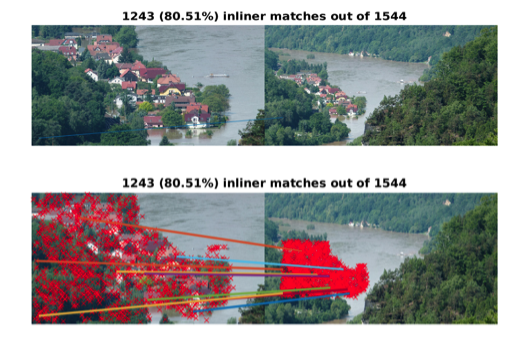 1243 (80.51%) inliner matches out of 1544
1243 (80.51%) inliner matches out of 1544